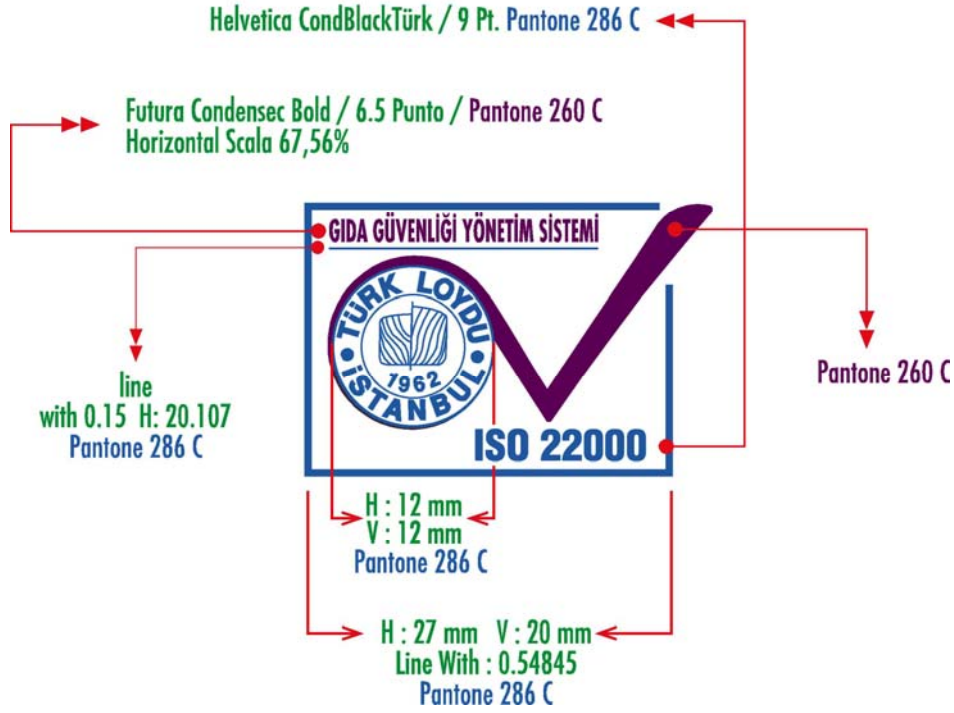 Helvetica CondBlackTürk / 9 Pt. Pantone 286 C
Futura Condensec Bold / 6.5 Punto / Pantone 260 C
Horizontal Scala 67,56%
GIDA GÜVENLİĞİ YÖNETİM SİSTEMİ
TÜRK LOYDU
1962
• İSTANBUL •
ISO 22000
Pantone 260 C
line
with 0.15 H: 20.107
Pantone 286 C
H : 12 mm
V : 12 mm
Pantone 286 C
H : 27 mm V : 20 mm
Line With : 0.54845
Pantone 286 C